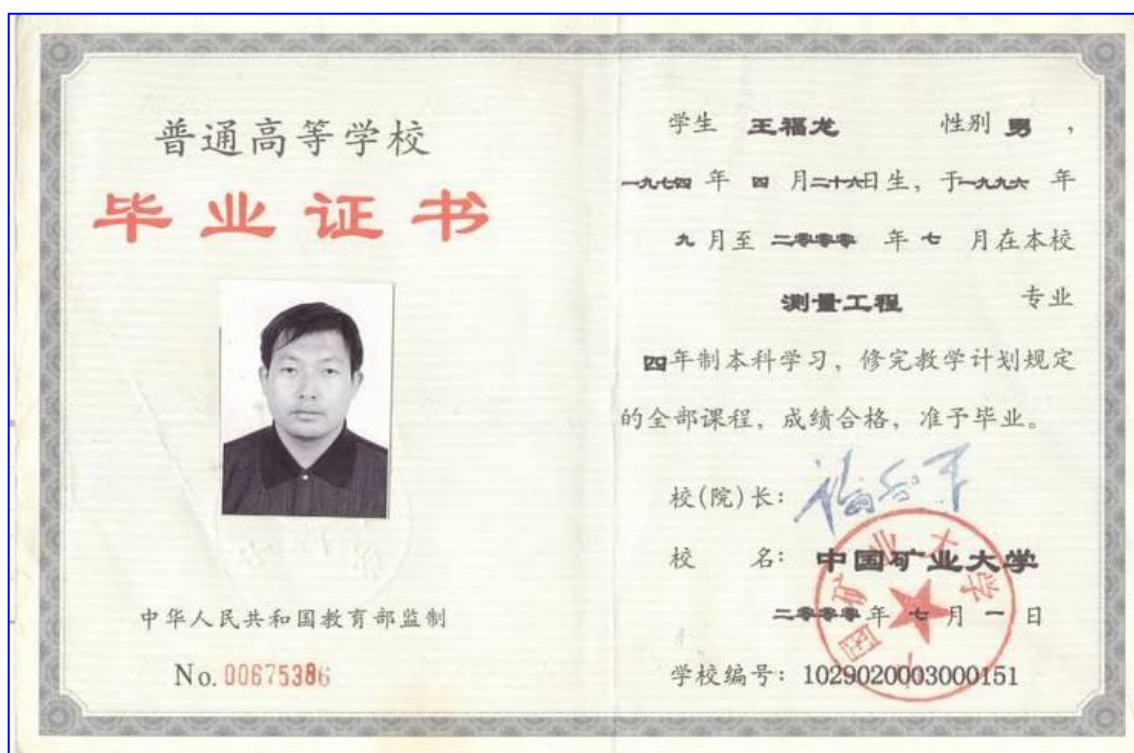 普通高等学校
毕业证书
中华人民共和国教育部监制
No. 00675386
学生 王福龙 性别 男 ，
一九七四 年 四 月二十六日生，于一九九六 年
九 月至 二零零零 年 七 月在本校
测量工程 专业
四年制本科学习，修完教学计划规定
的全部课程，成绩合格，准予毕业。
校(院)长：
校 名：中国矿业大学
二零零零年 七 月 一 日
学校编号：1029020003000151
中国矿业大学